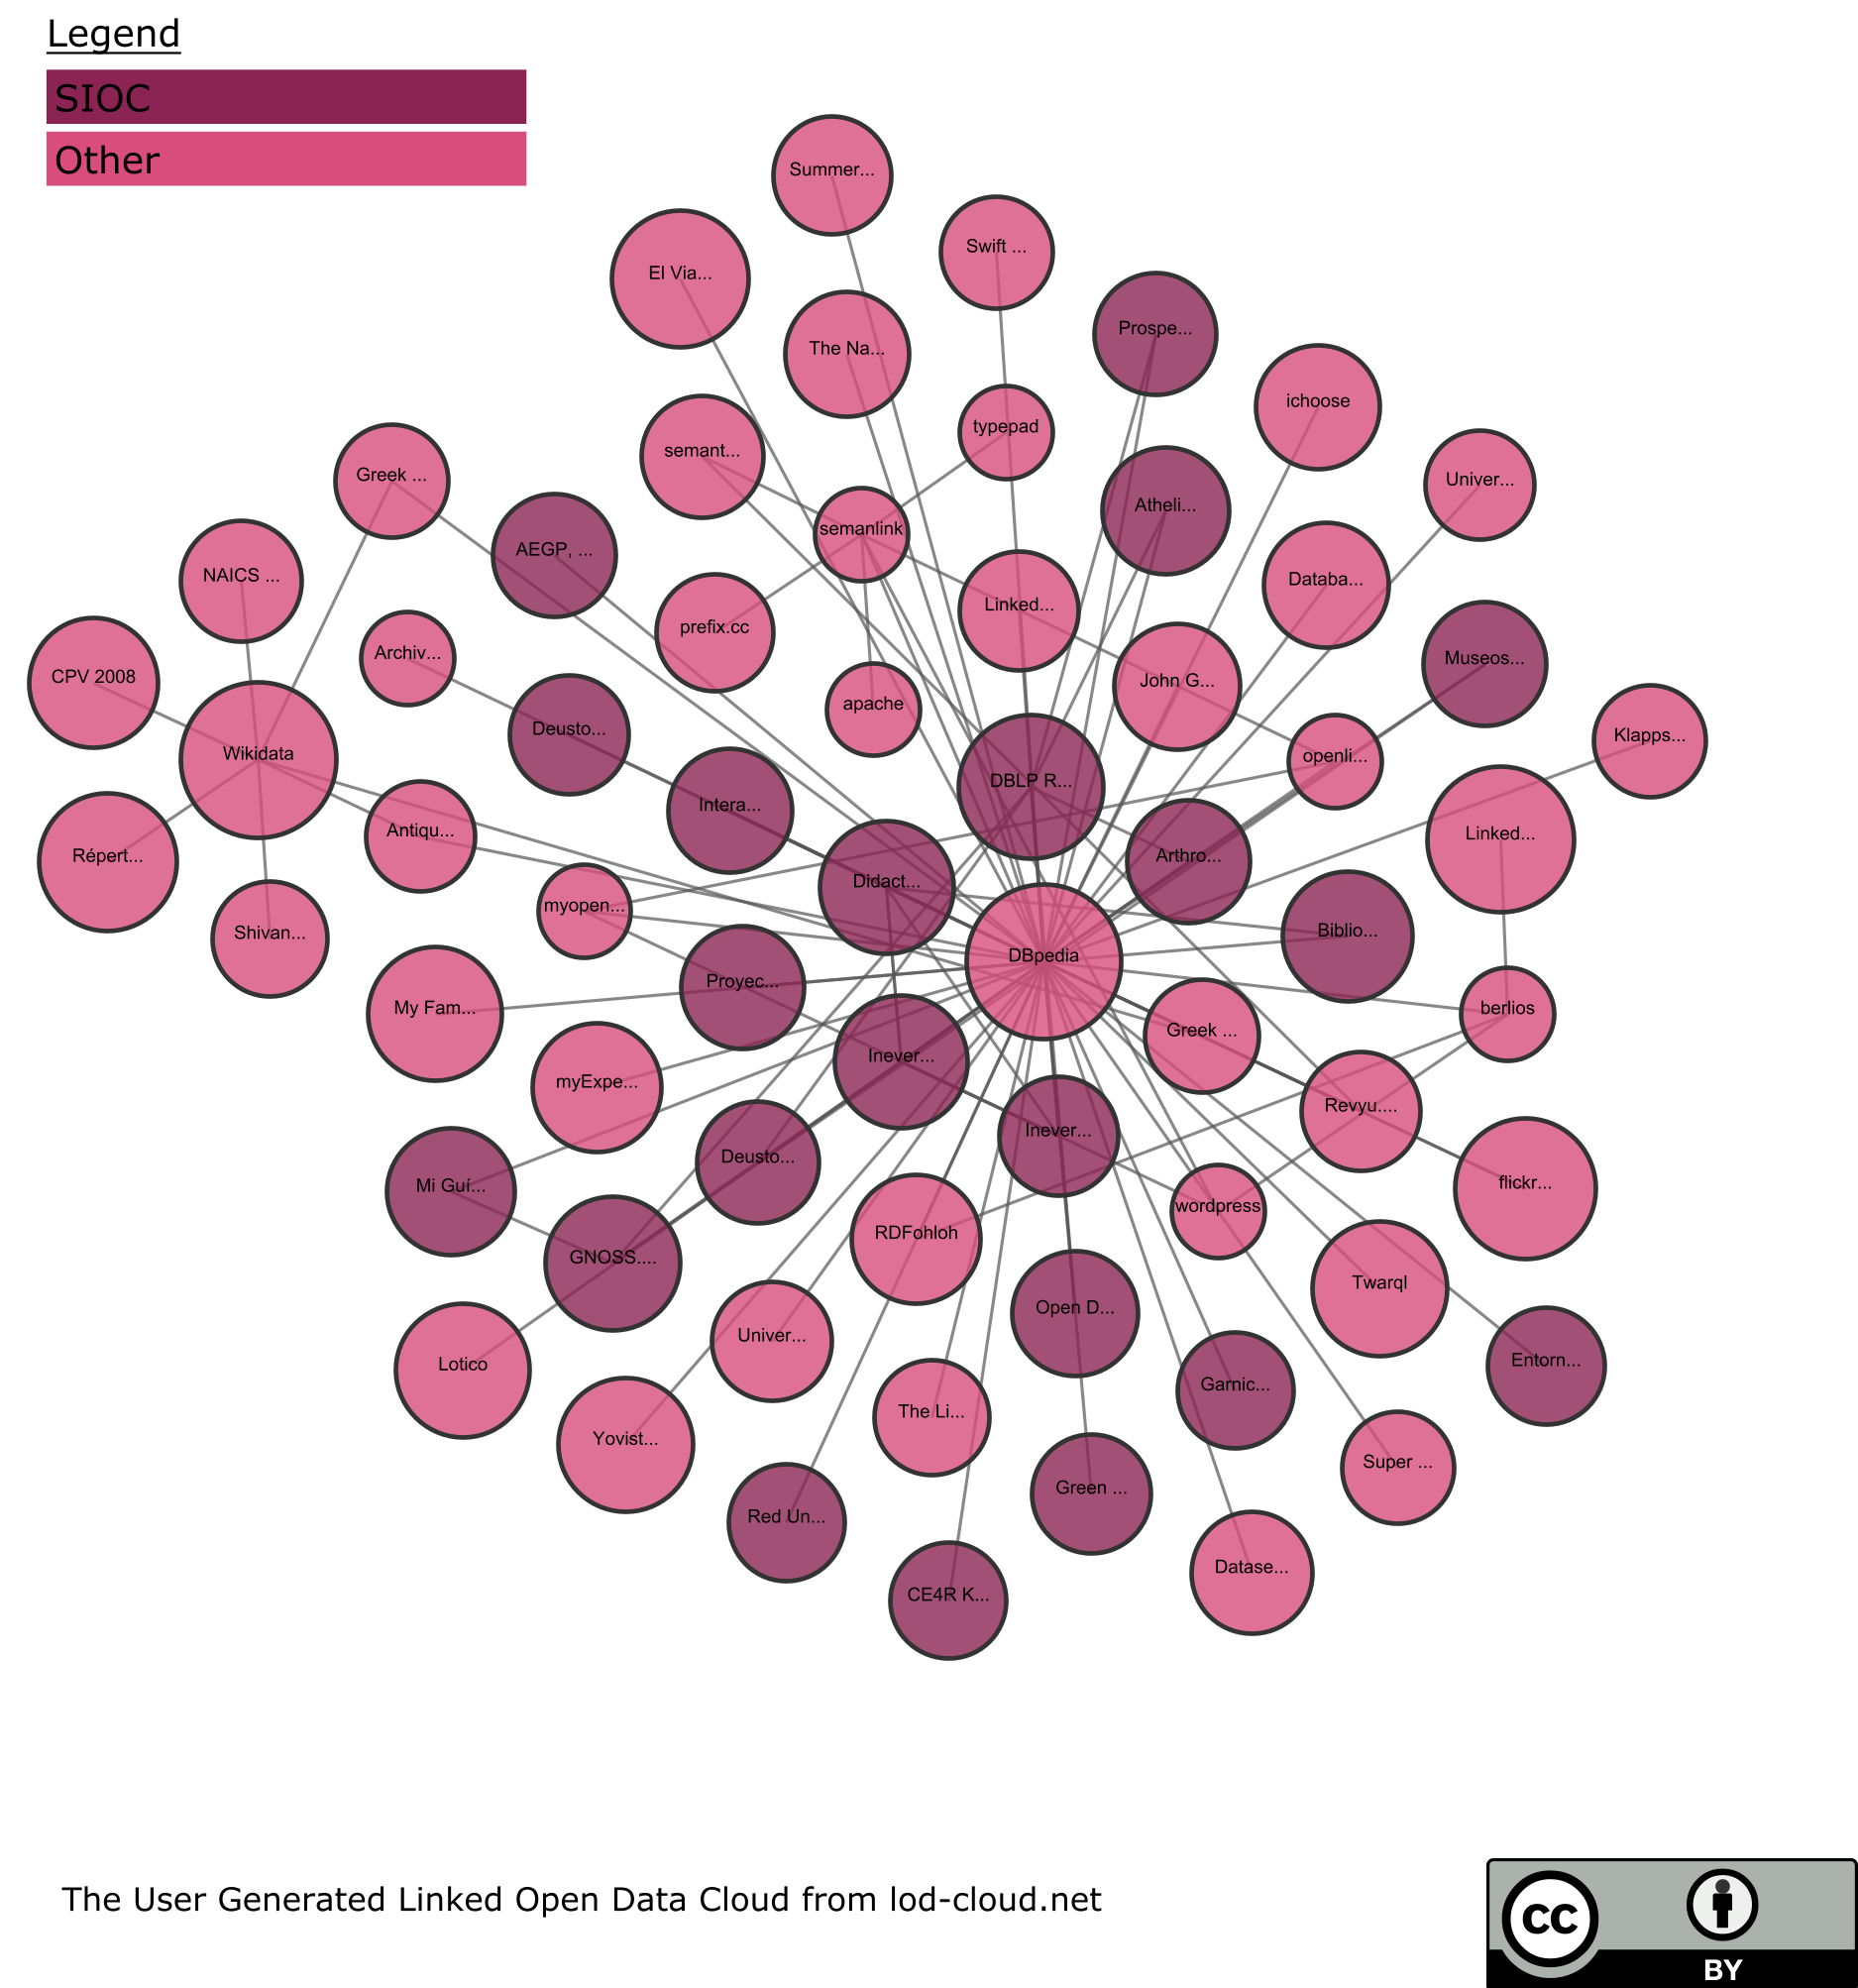 Legend
SIOC
Other
Summer...
Swift ...
El Via...
Prospe...
The Na...
ichoose
typepad
semant...
Greek ...
Univer...
Atheli...
semanlink
AEGP, ...
NAICS ...
Databa...
Linked...
prefix.cc
Archiv...
Museos...
CPV 2008
John G...
apache
Deusto...
Klapps...
Wikidata
openli...
DBLP R...
Intera...
Antiqu...
Linked...
Répert...
Arthro...
Didact...
myopen...
Shivan...
Biblio...
DBpedia
Proyec...
My Fam...
berlios
Greek ...
Inever...
myExpe...
Revyu....
Inever...
Deusto...
Mi Guí...
flickr...
wordpress
RDFohloh
GNOSS....
Twarql
Open D...
Univer...
Lotico
Entorn...
Garnic...
The Li...
Yovist...
Super ...
Green ...
Red Un...
Datase...
CE4R K...
The User Generated Linked Open Data Cloud from lod-cloud.net
cc
BY